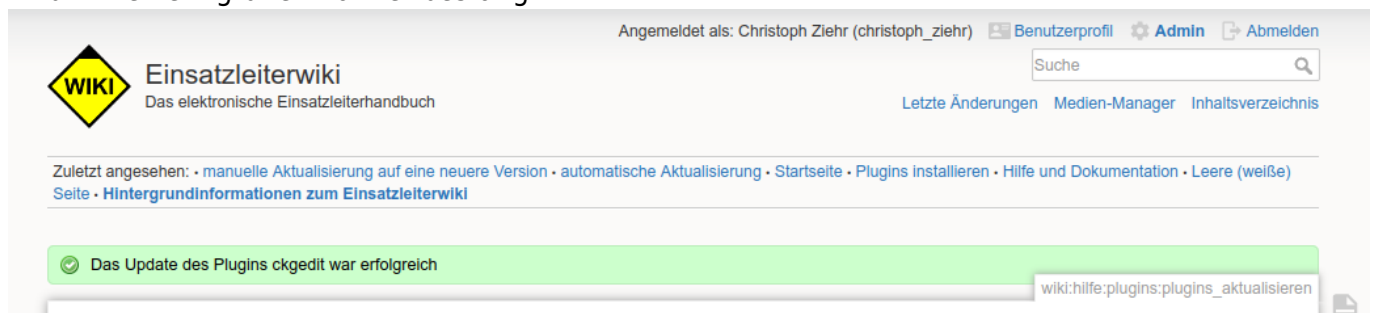 Angemeldet als: Christoph Ziehr (christoph_ziehr) Benutzerprofil Admin Abmelden
WIKI
Einsatzleiterwiki
Das elektronische Einsatzleiterhandbuch
Suche
Letzte Änderungen Medien-Manager Inhaltsverzeichnis
Zuletzt angesehen: • manuelle Aktualisierung auf eine neuere Version • automatische Aktualisierung • Startseite • Plugins installieren • Hilfe und Dokumentation • Leere (weiße)
Seite • Hintergrundinformationen zum Einsatzleiterwiki
Das Update des Plugins ckgedit war erfolgreich
wiki:hilfe:plugins:plugins_aktualisieren